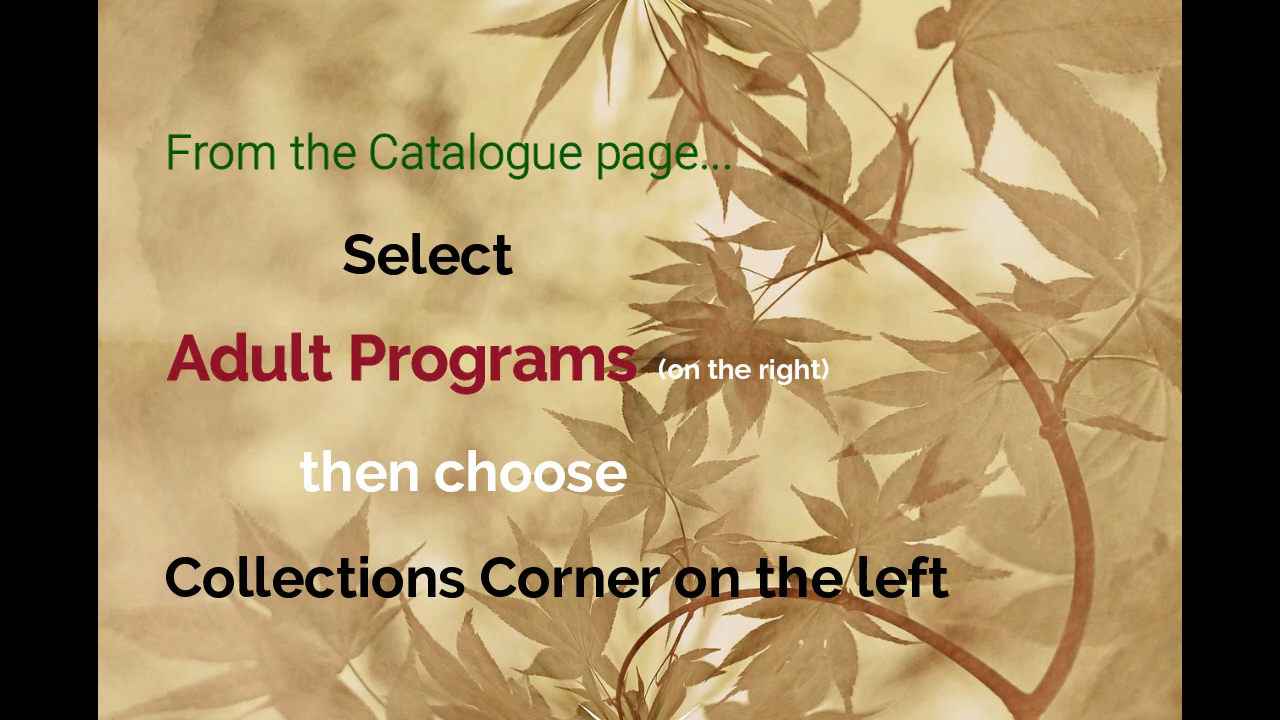 From the Catalogue page...
Select
Adult Programs (on the right)
then choose
Collections Corner on the left